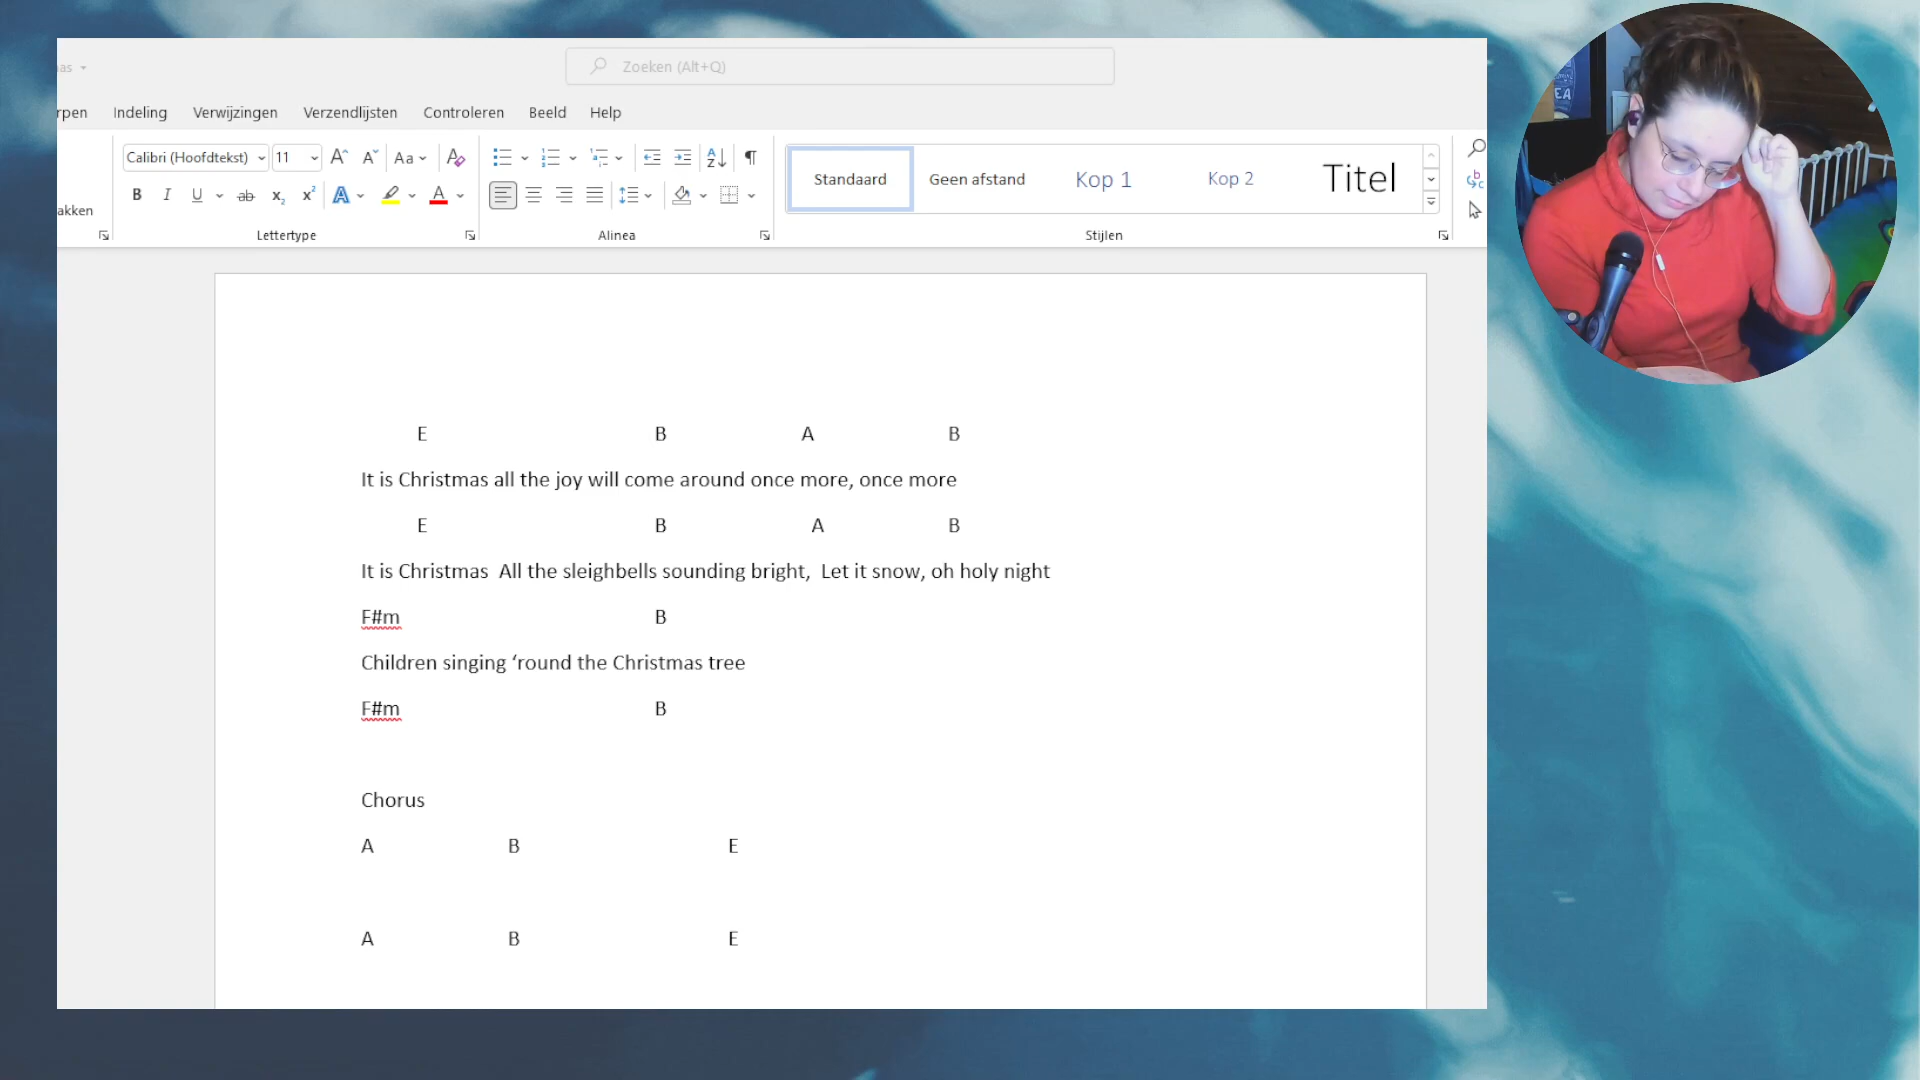 as
Zoeken (Alt+Q)
rpen Indeling Verwijzingen Verzendlijsten Controleren Beeld Help
Calibri (Hoofdtekst) 11 Aa
akken
Standaard Geen afstand Kop 1 Kop 2 Titel
Lettertype Alinea Stijlen
EA
E B A B
It is Christmas all the joy will come around once more, once more
E B A B
It is Christmas  All the sleighbells sounding bright,  Let it snow, oh holy night
F#m B
Children singing ‘round the Christmas tree
F#m B
Chorus
A B E
A B E